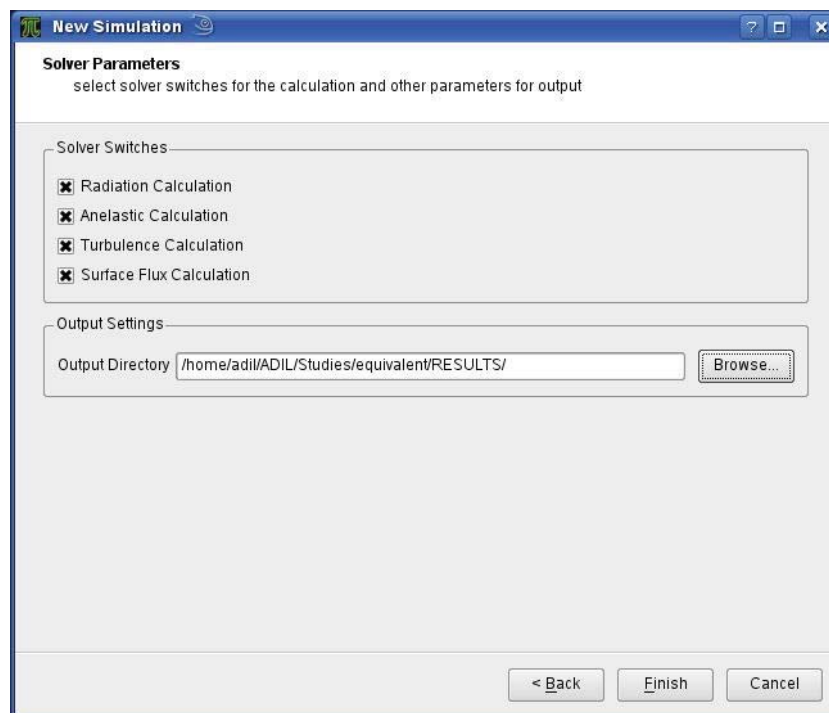 New Simulation
Solver Parameters
select solver switches for the calculation and other parameters for output
Solver Switches
Radiation Calculation
Anelastic Calculation
Turbulence Calculation
Surface Flux Calculation
Output Settings
Output Directory /home/adil/ADIL/Studies/equivalent/RESULTS/ Browse...
< Back Finish Cancel